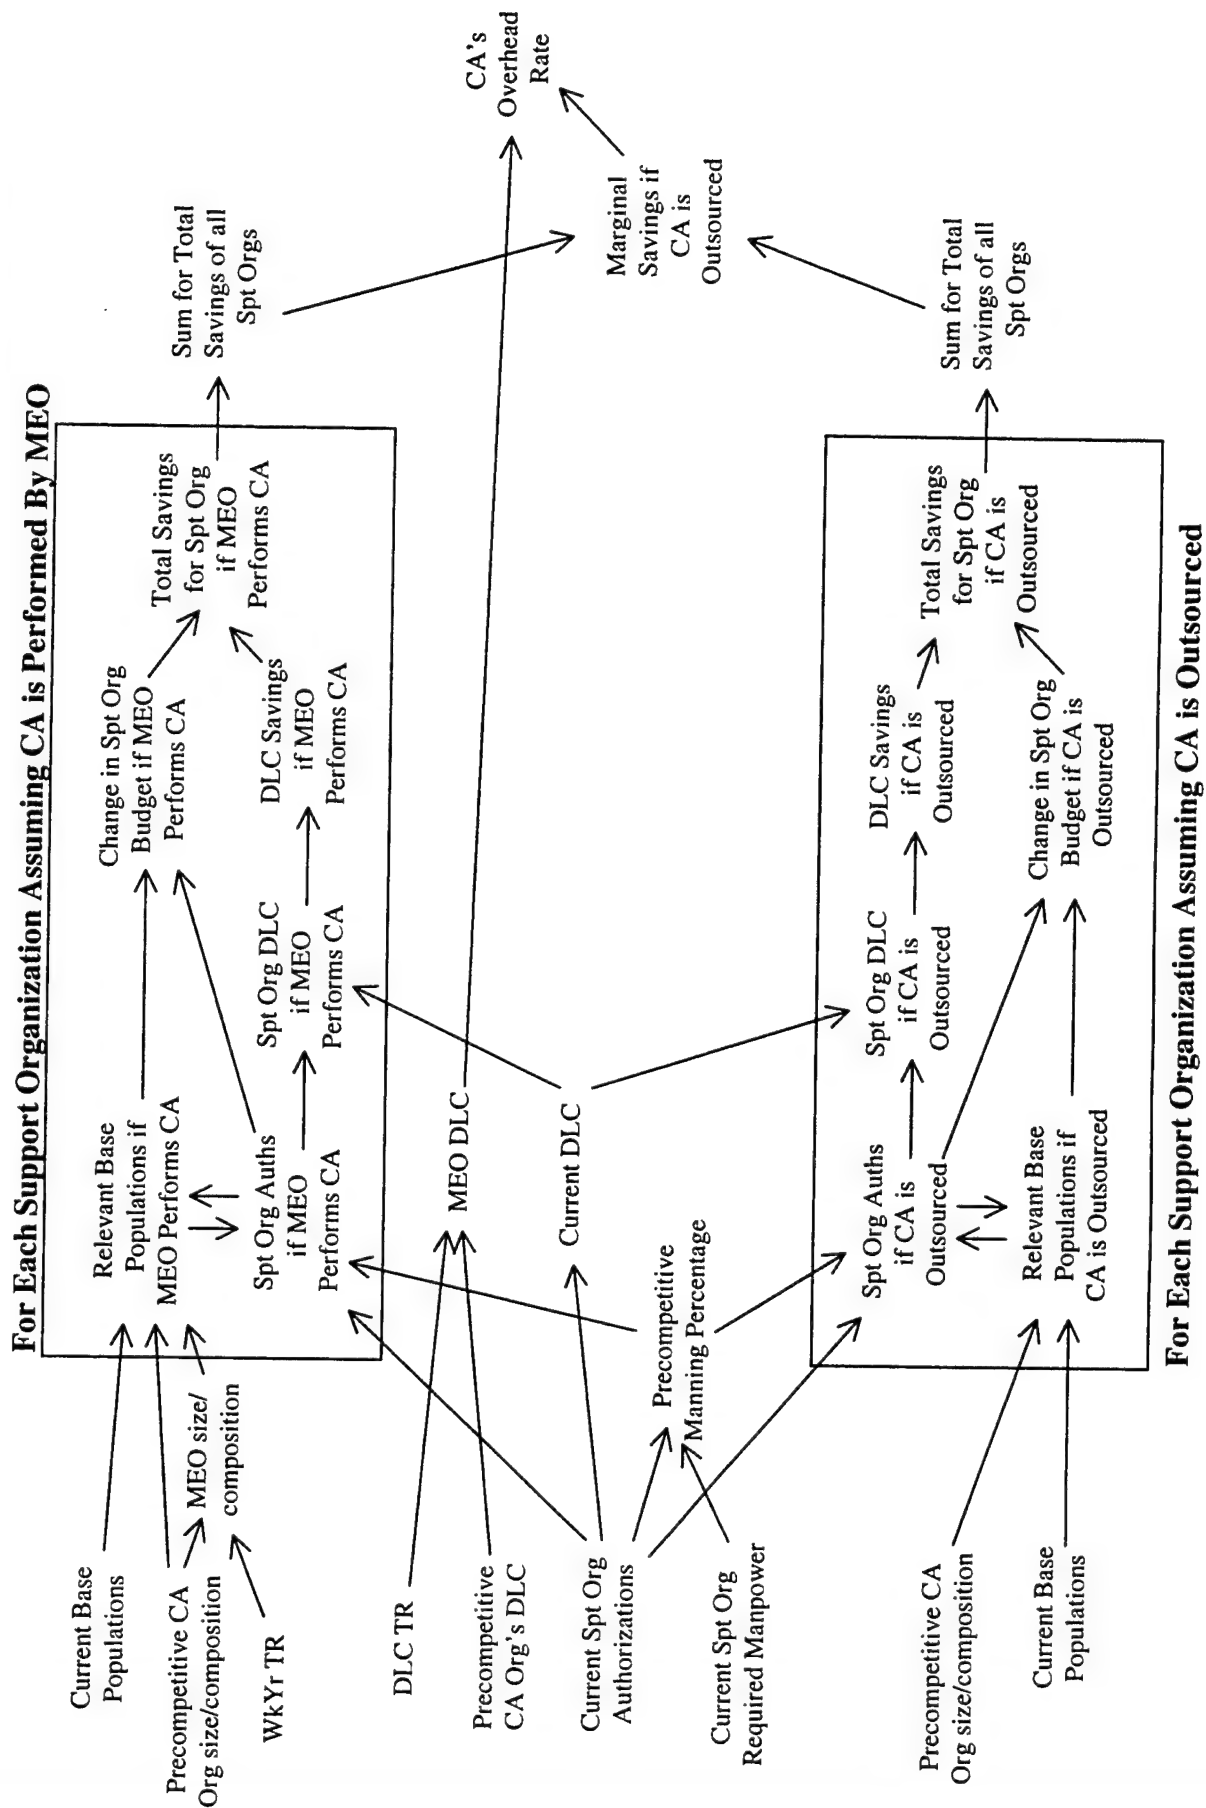 For Each Support Organization Assuming CA is Performed By MEO
Current Base
Populations
Precompetitive CA
Org size/composition
WkYr TR
MEO size/
composition
Relevant Base
Populations if
MEO Performs CA
Spt Org Auths
if MEO
Performs CA
Change in Spt Org
Budget if MEO
Performs CA
Spt Org DLC
if MEO
Performs CA
DLC Savings
if MEO
Performs CA
Total Savings
for Spt Org
if MEO
Performs CA
Sum for Total
Savings of all
Spt Orgs
DLC TR
Precompetitive
CA Org's DLC
MEO DLC
Current Spt Org
Authorizations
Current DLC
Current Spt Org
Required Manpower
Precompetitive
Manning Percentage
CA's
Overhead
Rate
Marginal
Savings if
CA is
Outsourced
Precompetitive CA
Org size/composition
Current Base
Populations
Spt Org Auths
if CA is
Outsourced
Relevant Base
Populations if
CA is Outsourced
Spt Org DLC
if CA is
Outsourced
DLC Savings
if CA is
Outsourced
Change in Spt Org
Budget if CA is
Outsourced
Total Savings
for Spt Org
if CA is
Outsourced
Sum for Total
Savings of all
Spt Orgs
For Each Support Organization Assuming CA is Outsourced